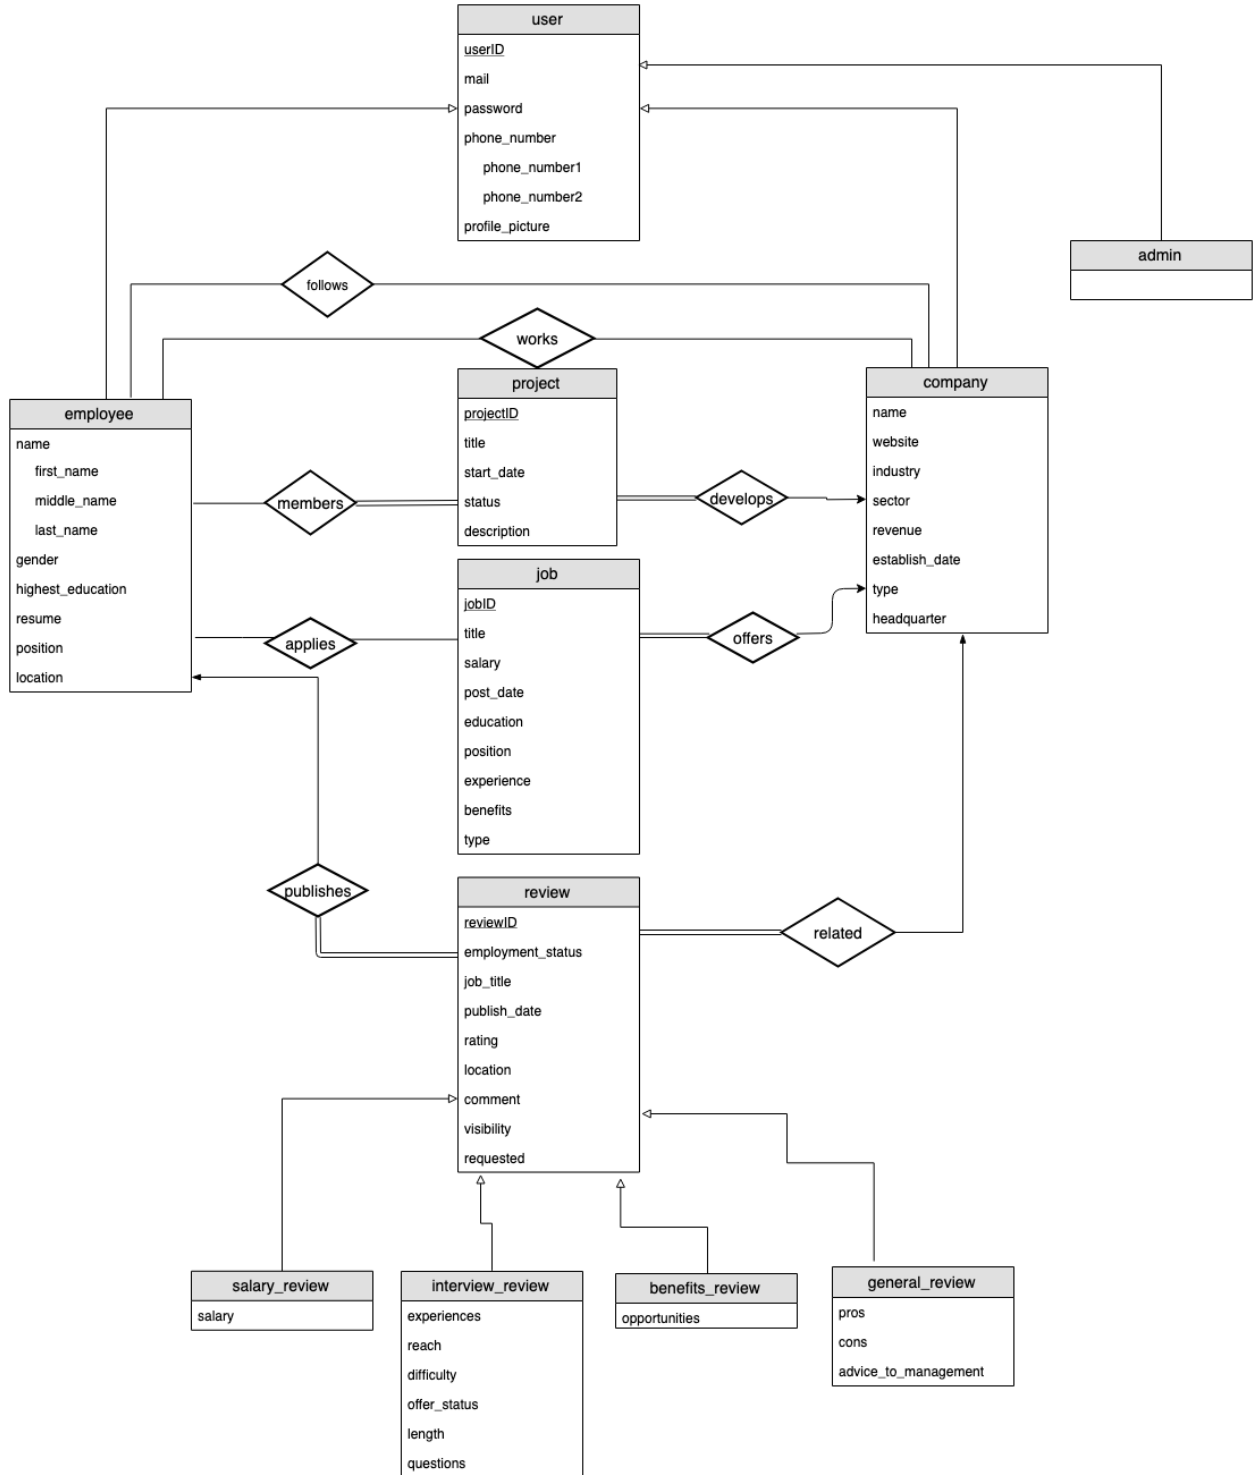 user
userID
mail
password
phone_number
phone_number1
phone_number2
profile_picture
admin
follows
works
employee
name
first_name
middle_name
last_name
gender
highest_education
resume
position
location
members
project
projectID
title
start_date
status
description
develops
company
name
website
industry
sector
revenue
establish_date
type
headquarter
applies
job
jobID
title
salary
post_date
education
position
experience
benefits
type
offers
publishes
review
reviewID
employment_status
job_title
publish_date
rating
location
comment
visibility
requested
related
salary_review
salary
interview_review
experiences
reach
difficulty
offer_status
length
questions
benefits_review
opportunities
general_review
pros
cons
advice_to_management